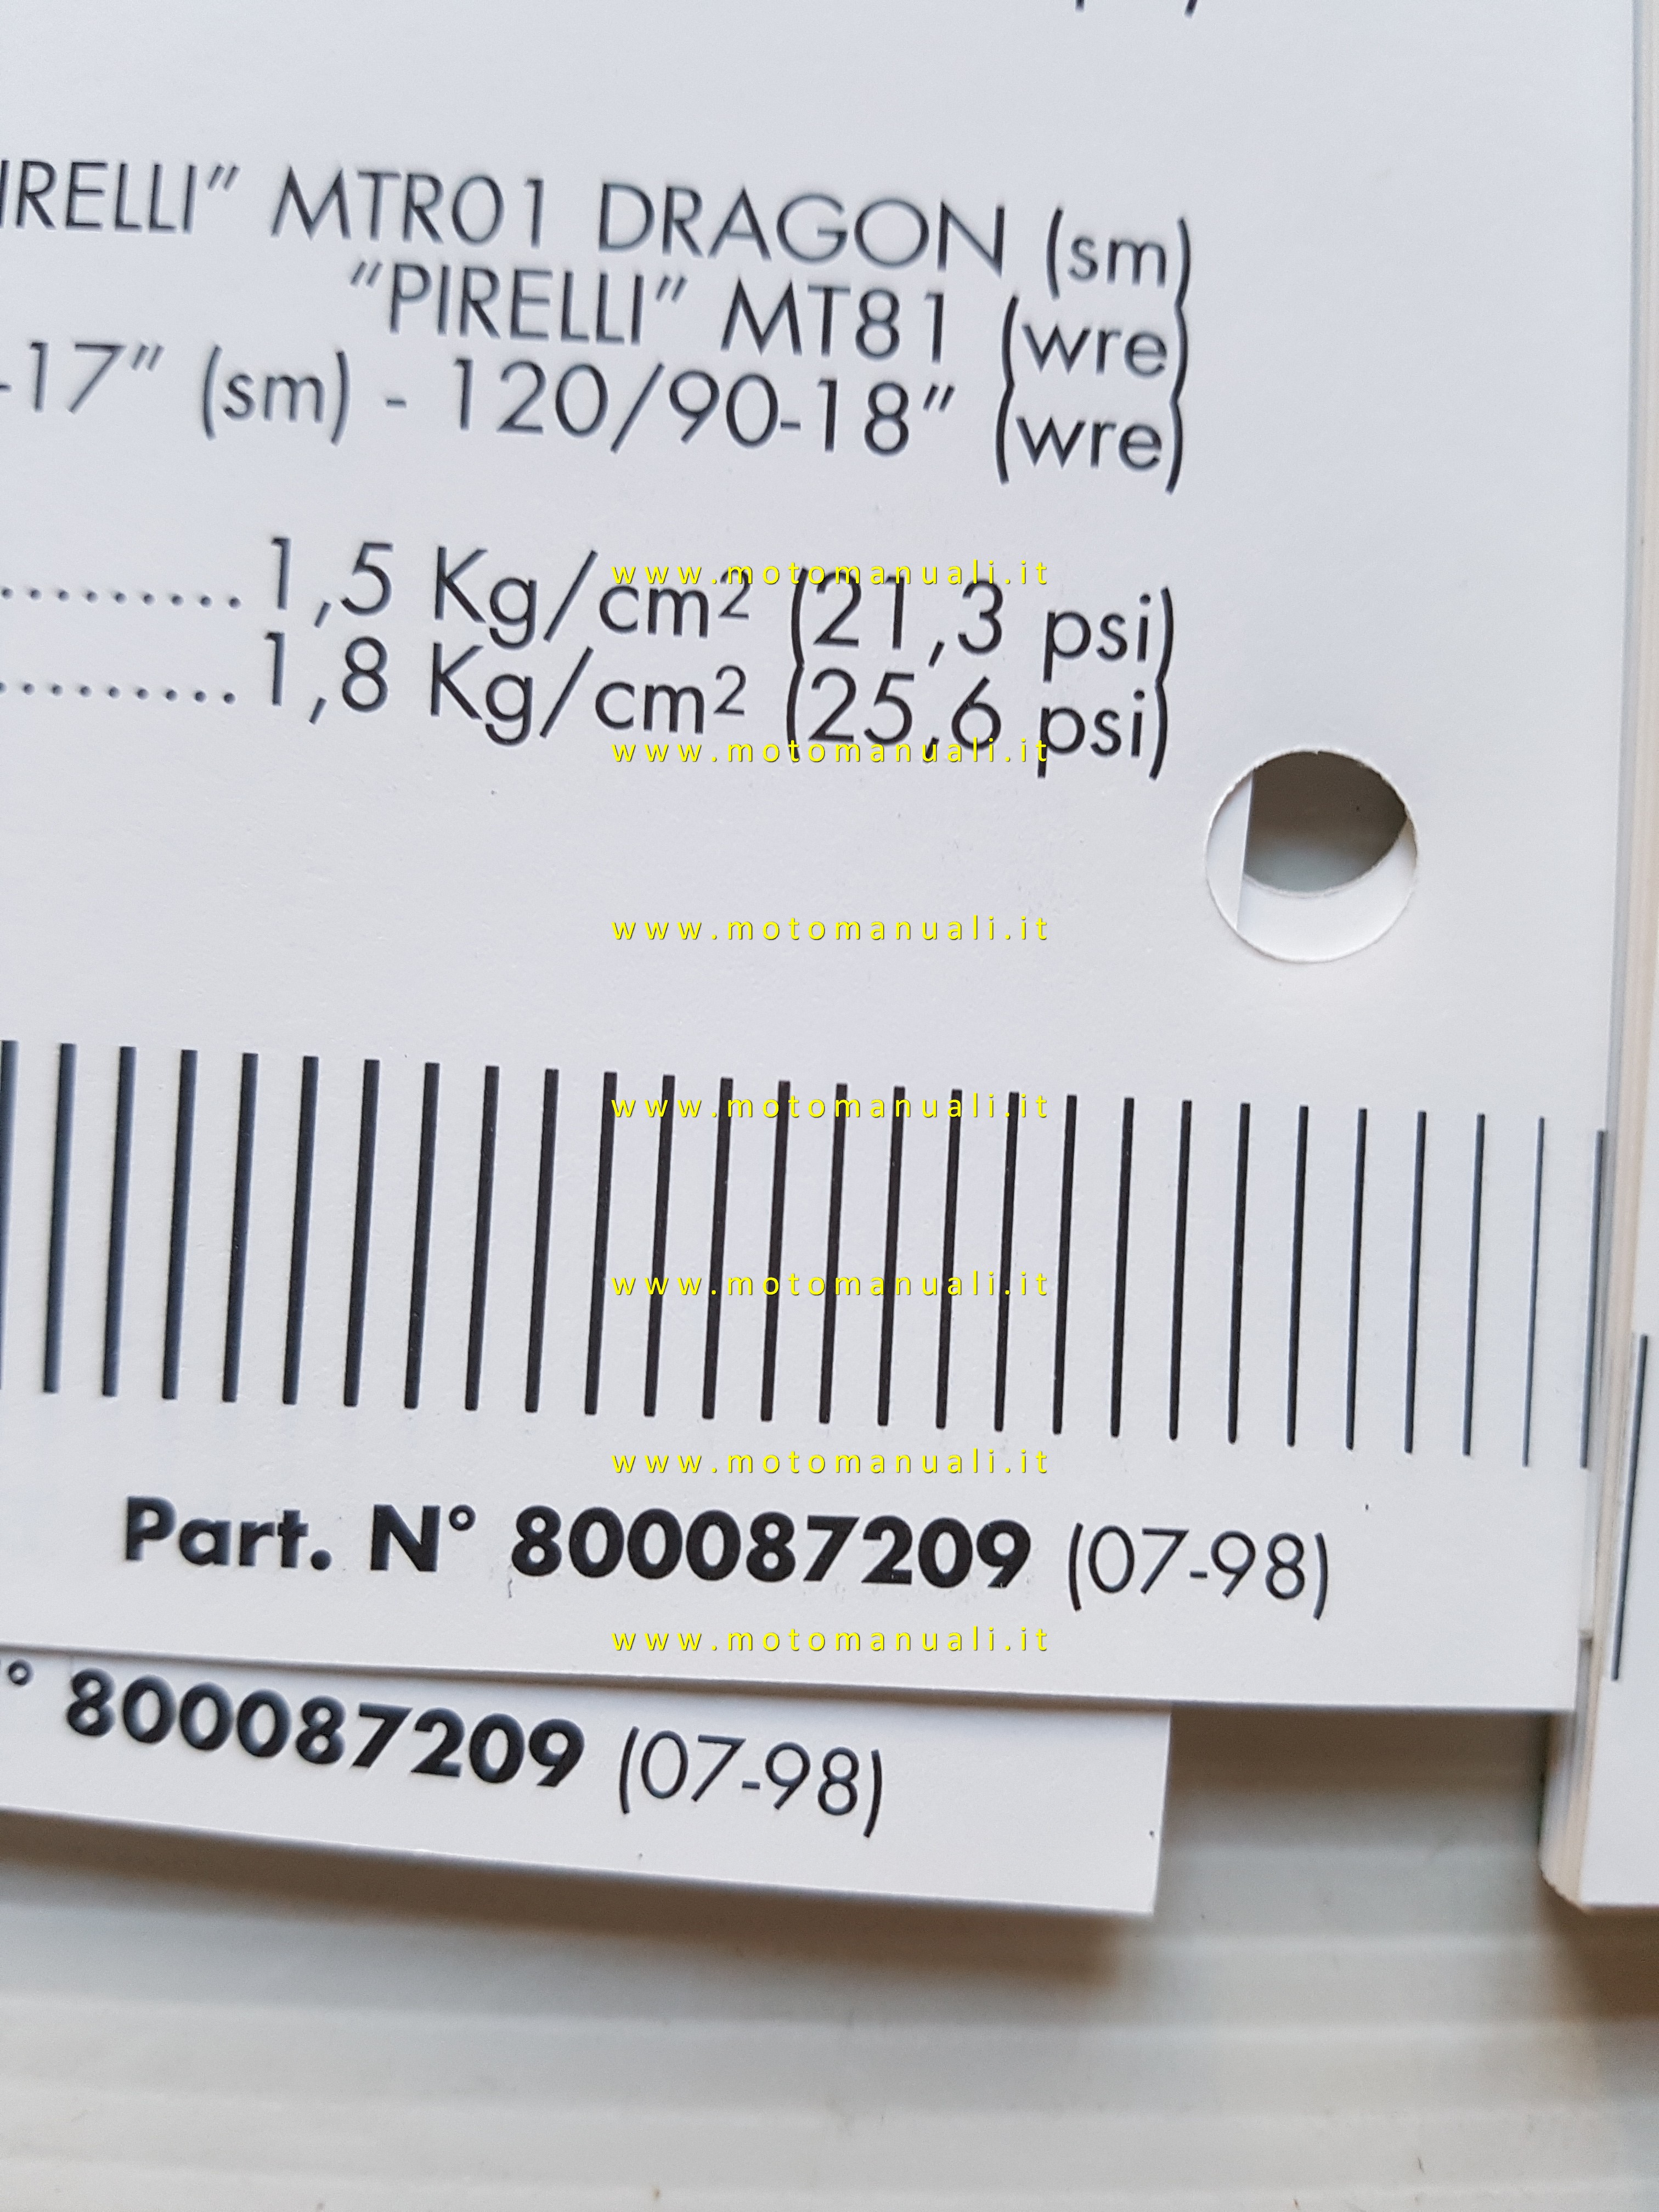 IRELLI” MTR01 DRAGON (sm)
“PIRELLI” MT81 (wre)
-17” (sm) - 120/90-18” (wre)
.........1,5 Kg/cm² (21,3 psi)
.........1,8 Kg/cm² (25,6 psi)
www.motomanuali.it
www.motomanuali.it
www.motomanuali.it
www.motomanuali.it
www.motomanuali.it
www.motomanuali.it
Part. N° 800087209 (07-98)
www.motomanuali.it
° 800087209 (07-98)